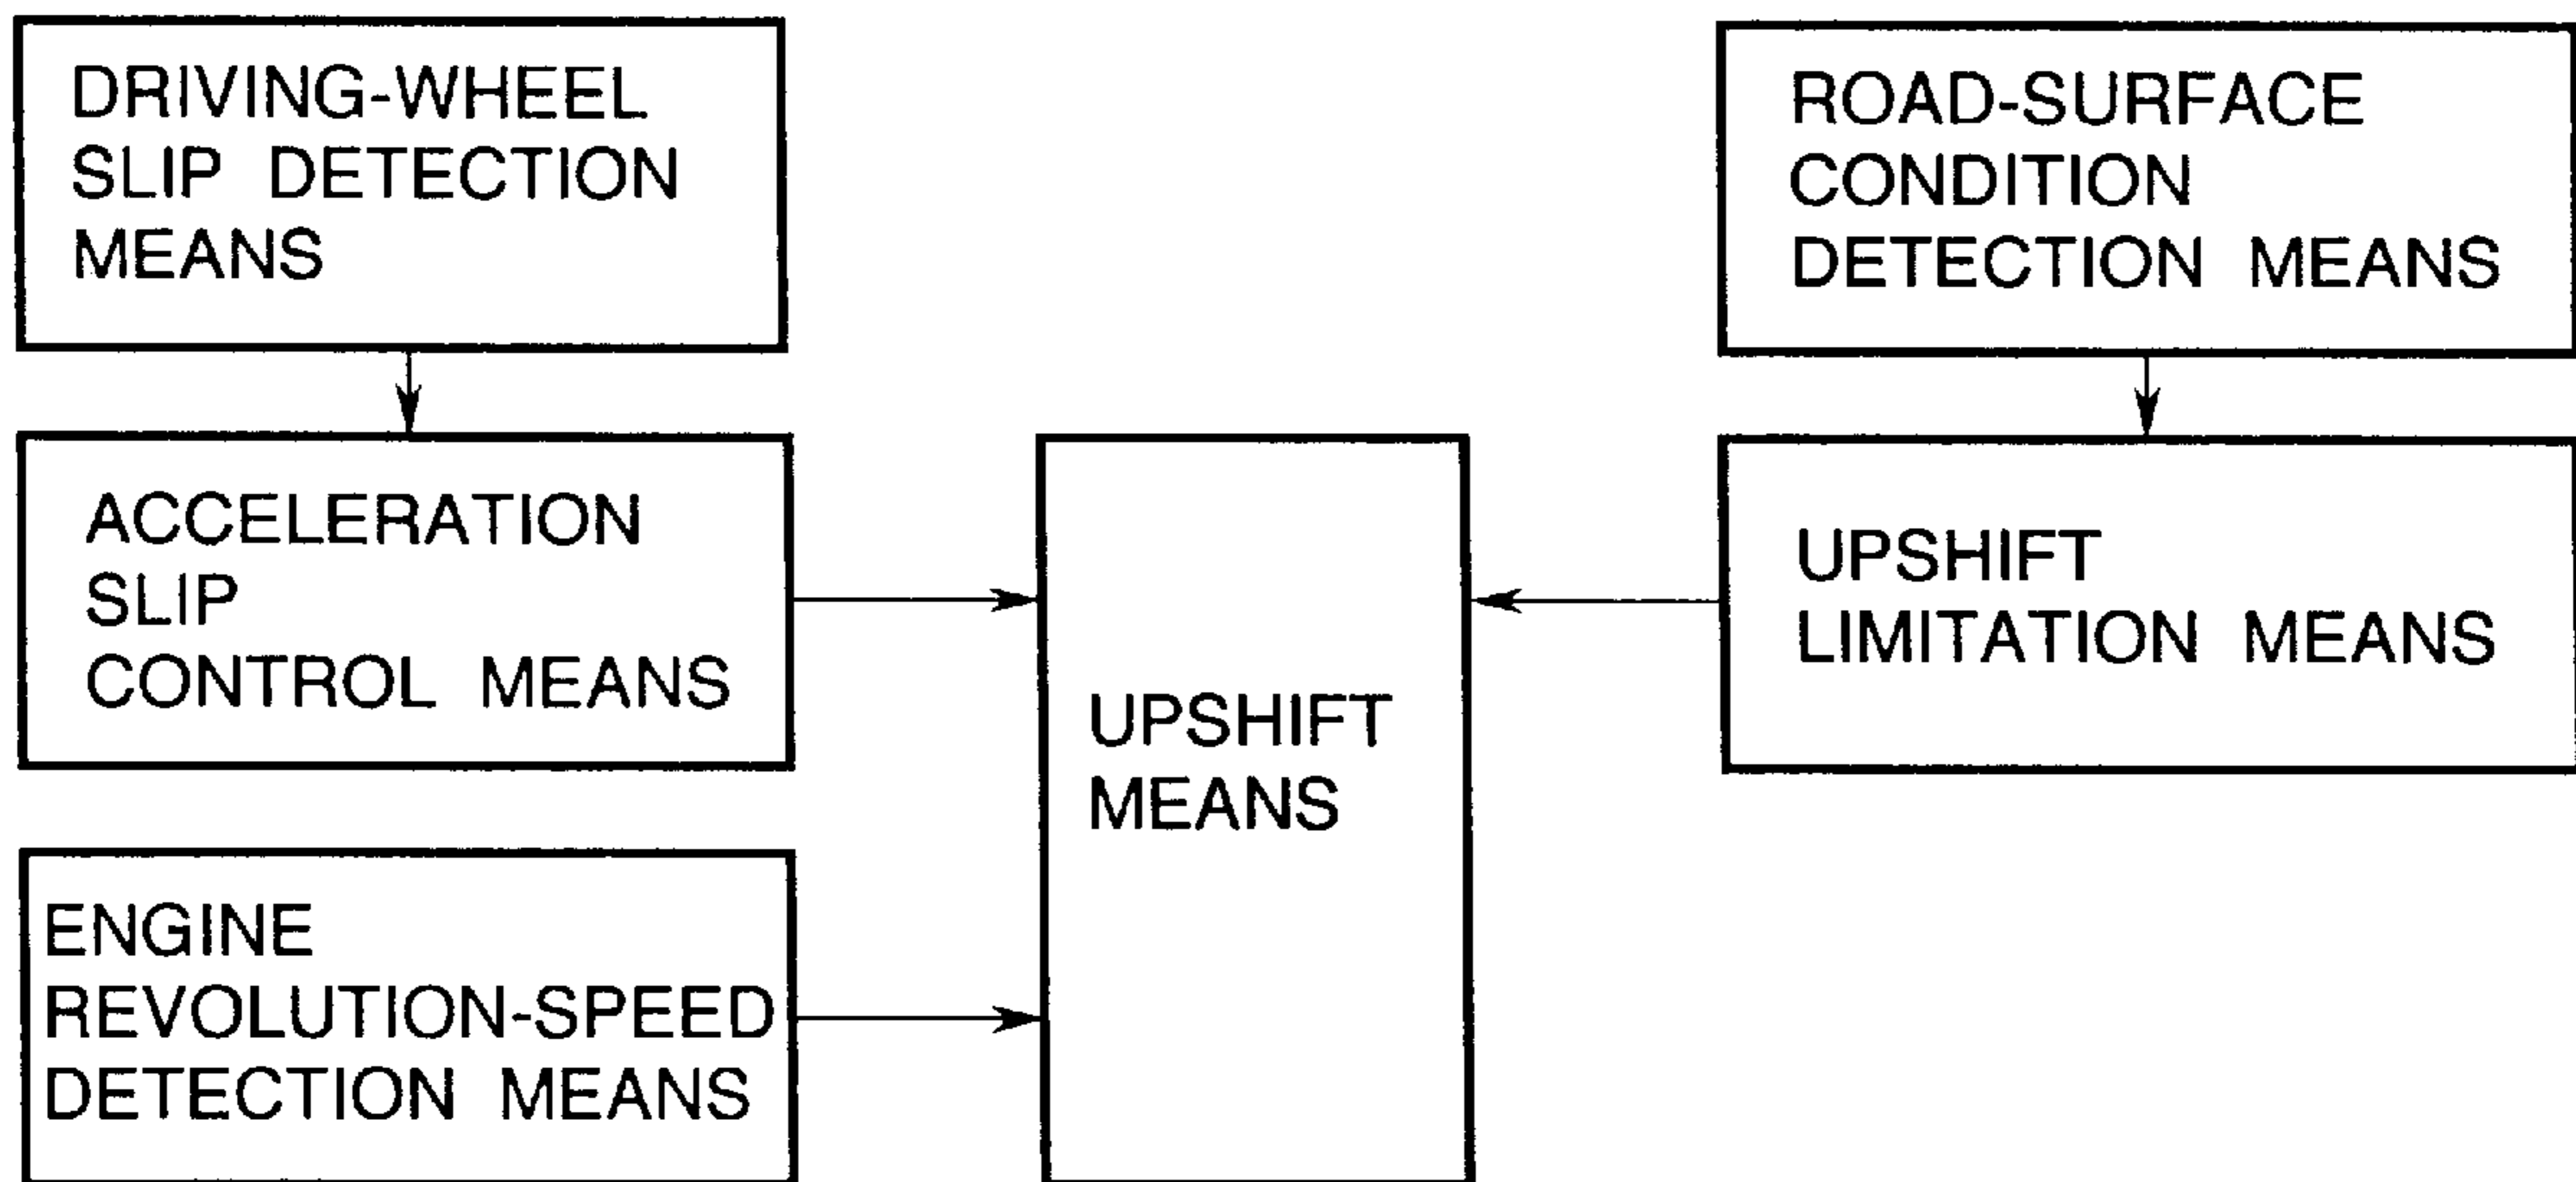 DRIVING-WHEEL
SLIP DETECTION
MEANS
ROAD-SURFACE
CONDITION
DETECTION MEANS
ACCELERATION
SLIP
CONTROL MEANS
UPSHIFT
MEANS
UPSHIFT
LIMITATION MEANS
ENGINE
REVOLUTION-SPEED
DETECTION MEANS